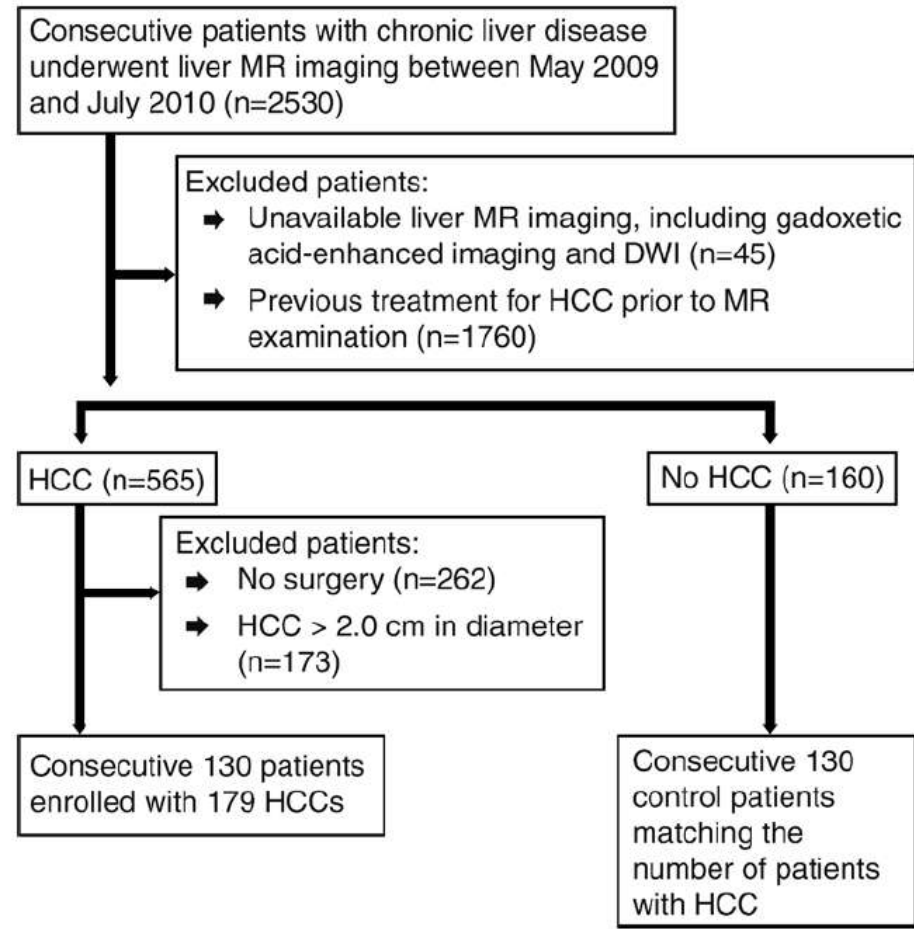 Consecutive patients with chronic liver disease
underwent liver MR imaging between May 2009
and July 2010 (n=2530)
Excluded patients:
➡ Unavailable liver MR imaging, including gadoxetic
acid-enhanced imaging and DWI (n=45)
➡ Previous treatment for HCC prior to MR
examination (n=1760)
HCC (n=565)
No HCC (n=160)
Excluded patients:
➡ No surgery (n=262)
➡ HCC > 2.0 cm in diameter
(n=173)
Consecutive 130 patients
enrolled with 179 HCCs
Consecutive 130
control patients
matching the
number of patients
with HCC